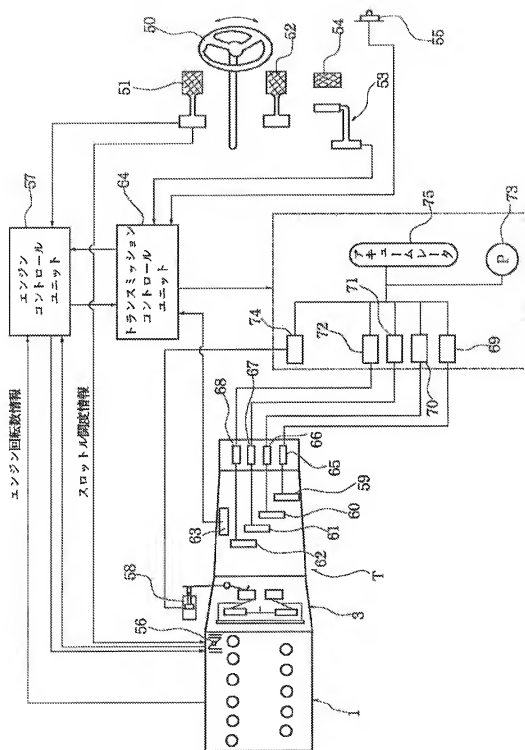 エンジン回転数情報
57
エンジン
コントロール
ユニット
スロットル開度情報
51
50
52
54
55
53
64
トランスミッション
コントロール
ユニット
56
58
63
62
61
60
59
68
67
66
65
74
72
71
70
69
アキュームレータ
75
P
73
1
3
T